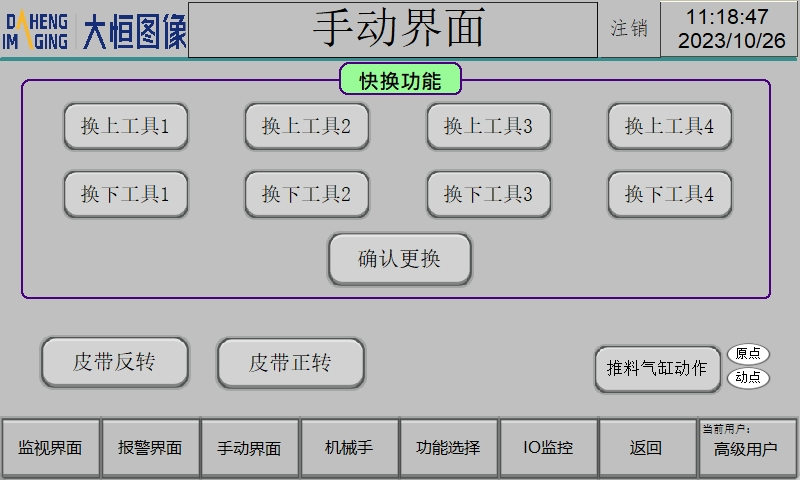 DAHENG
IMAGING
大恒图像
手动界面
注销
11:18:47
2023/10/26
快换功能
换上工具1
换上工具2
换上工具3
换上工具4
换下工具1
换下工具2
换下工具3
换下工具4
确认更换
皮带反转
皮带正转
推料气缸动作
原点
动点
监视界面
报警界面
手动界面
机械手
功能选择
IO监控
返回
当前用户:
高级用户